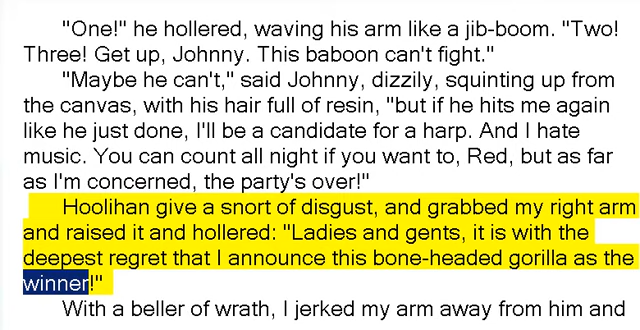 "One!" he hollered, waving his arm like a jib-boom. "Two!
Three! Get up, Johnny. This baboon can't fight."
"Maybe he can't," said Johnny, dizzily, squinting up from
the canvas, with his hair full of resin, "but if he hits me again
like he just done, I'll be a candidate for a harp. And I hate
music. You can count all night if you want to, Red, but as far
as I'm concerned, the party's over!"
Hoolihan give a snort of disgust, and grabbed my right arm
and raised it and hollered: "Ladies and gents, it is with the
deepest regret that I announce this bone-headed gorilla as the
winner!"
With a beller of wrath, I jerked my arm away from him and